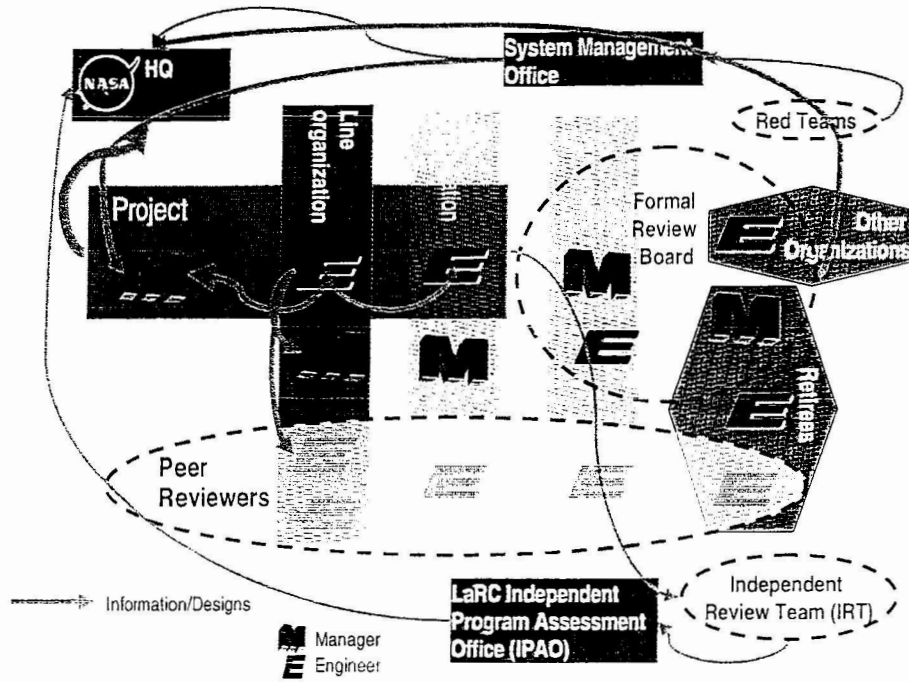 NASA
HQ
System Management
Office
Red Teams
Line
organization
Project
Formal
Review
Board
E
Other
Organizations
E
E
M
M
M
E
E
Retirees
Peer
Reviewers
E
E
E
E
Information/Designs
M Manager
E Engineer
LaRC Independent
Program Assessment
Office (IPAO)
Independent
Review Team (IRT)